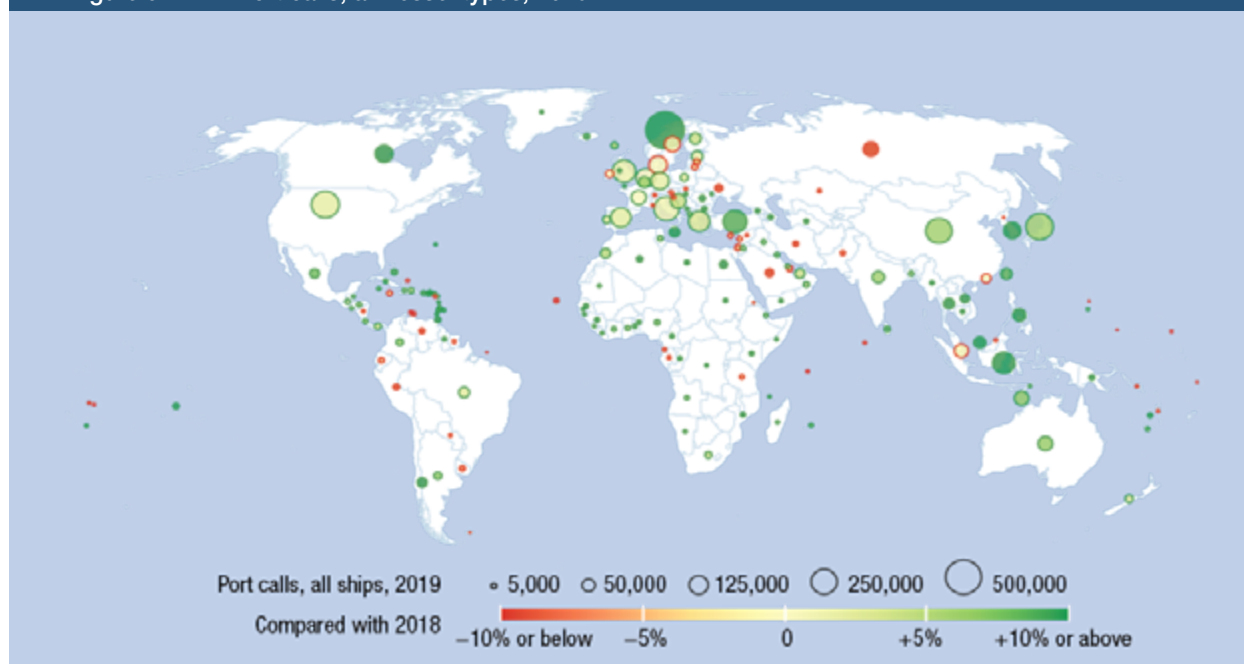 Port calls, all ships, 2019 5,000 50,000 125,000 250,000 500,000
Compared with 2018
−10% or below −5% 0 +5% +10% or above